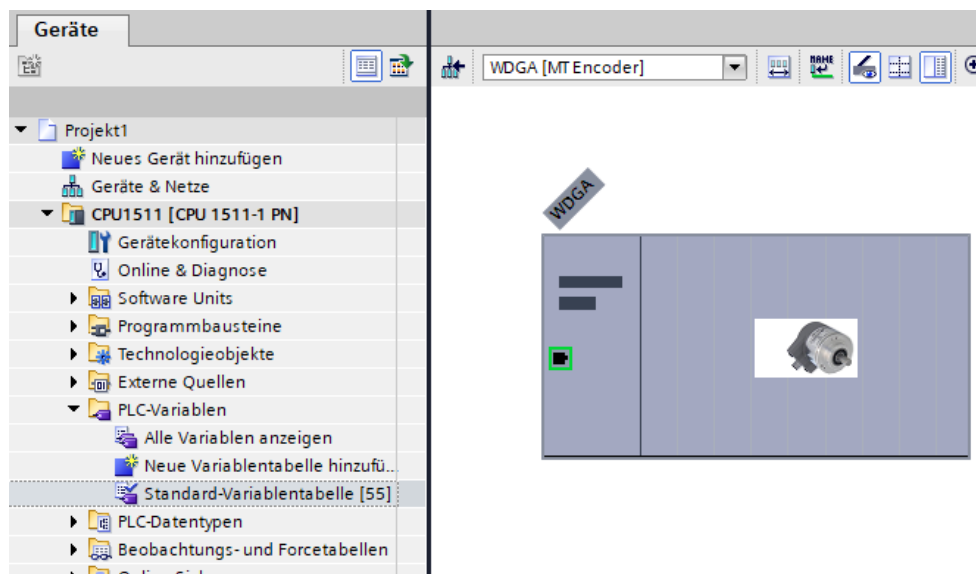 Geräte
WDGA [MT Encoder]
NAME
Projekt1
Neues Gerät hinzufügen
Geräte & Netze
CPU1511 [CPU 1511-1 PN]
Gerätekonfiguration
Online & Diagnose
Software Units
Programmbausteine
Technologieobjekte
Externe Quellen
PLC-Variablen
Alle Variablen anzeigen
Neue Variablentabelle hinzufü...
Standard-Variablentabelle [55]
PLC-Datentypen
Beobachtungs- und Forcetabellen
WDGA